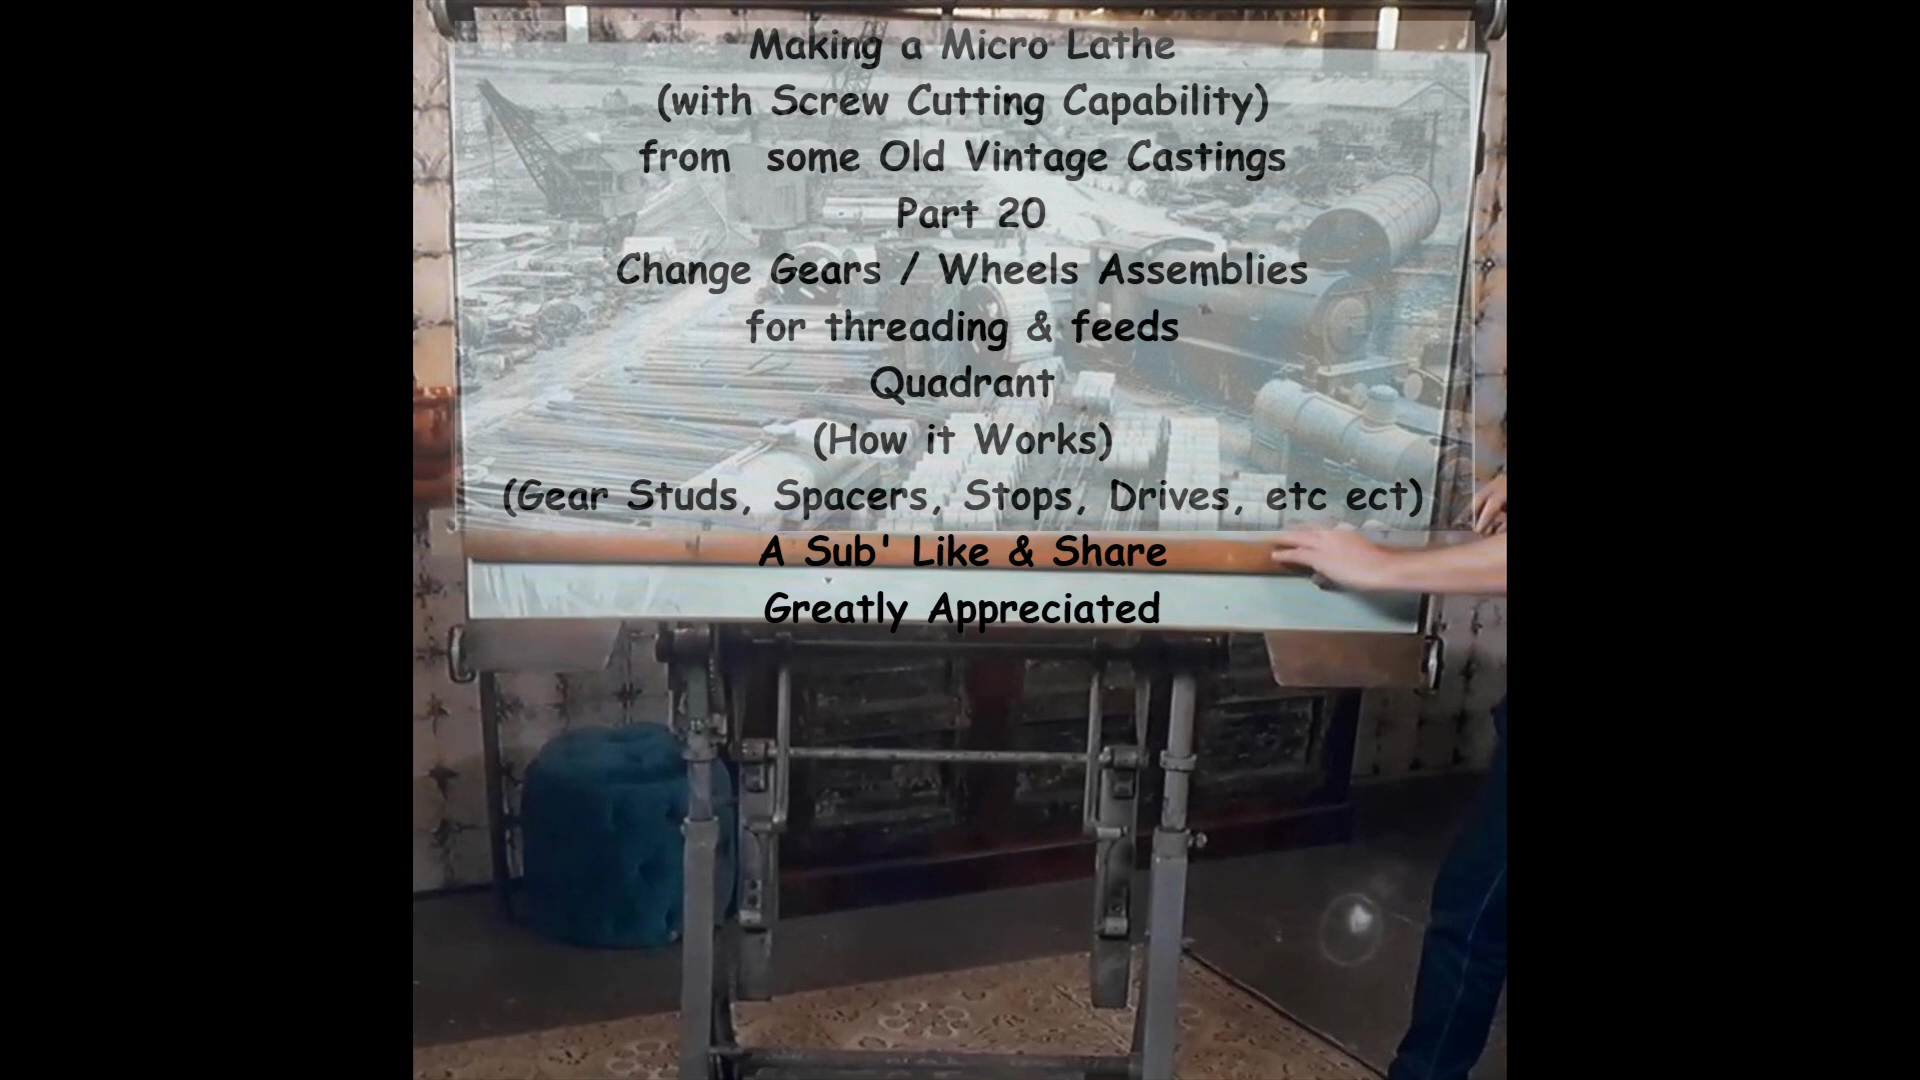 Making a Micro Lathe
(with Screw Cutting Capability)
from  some Old Vintage Castings
Part 20
Change Gears / Wheels Assemblies
for threading & feeds
Quadrant
(How it Works)
(Gear Studs, Spacers, Stops, Drives, etc ect)
A Sub' Like & Share
Greatly Appreciated